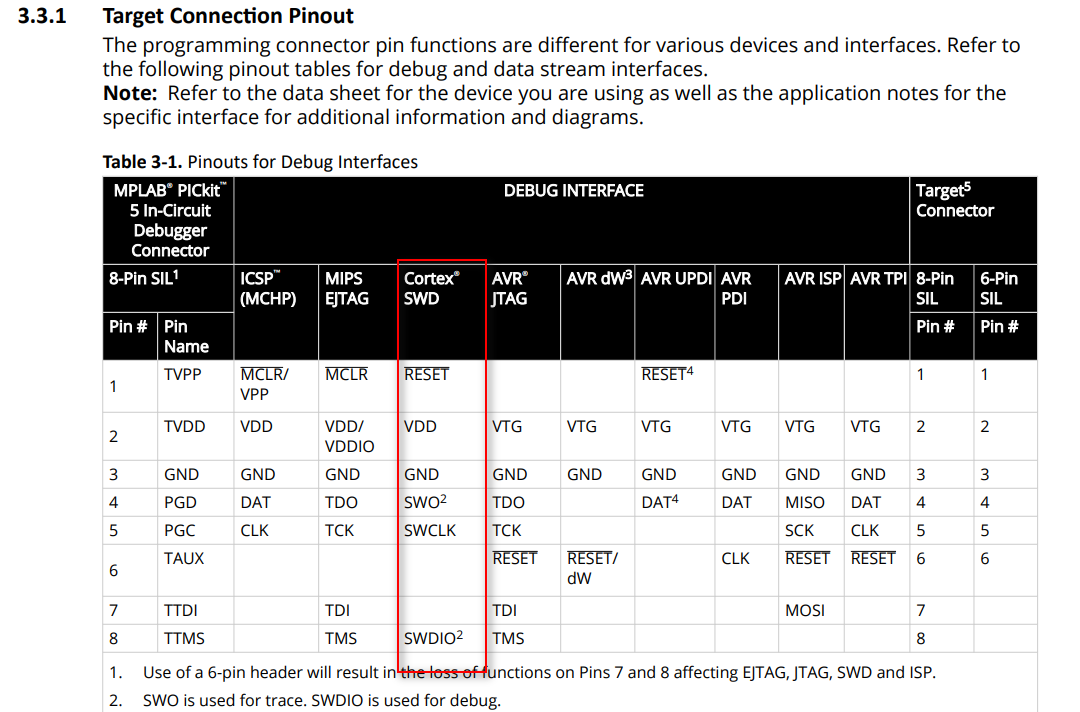 3.3.1 Target Connection Pinout
The programming connector pin functions are different for various devices and interfaces. Refer to
the following pinout tables for debug and data stream interfaces.
Note: Refer to the data sheet for the device you are using as well as the application notes for the
specific interface for additional information and diagrams.
Table 3-1. Pinouts for Debug Interfaces
MPLAB® PICkit™ 5 In-Circuit Debugger Connector DEBUG INTERFACE Target⁵ Connector
8-Pin SIL¹ ICSP™ (MCHP) MIPS EJTAG Cortex® SWD AVR® JTAG AVR dW³ AVR UPDI AVR PDI AVR ISP AVR TPI 8-Pin SIL 6-Pin SIL
Pin # Pin Name Pin # Pin #
1 TVPP MCLR/ VPP MCLR RESET RESET⁴ 1 1
2 TVDD VDD VDD/ VDDIO VDD VTG VTG VTG VTG VTG VTG 2 2
3 GND GND GND GND GND GND GND GND GND GND 3 3
4 PGD DAT TDO SWO² TDO DAT⁴ DAT MISO DAT 4 4
5 PGC CLK TCK SWCLK TCK SCK CLK 5 5
6 TAUX RESET RESET/ dW CLK RESET RESET 6 6
7 TTDI TDI TDI MOSI 7
8 TTMS TMS SWDIO² TMS 8
1. Use of a 6-pin header will result in the loss of functions on Pins 7 and 8 affecting EJTAG, JTAG, SWD and ISP.
2. SWO is used for trace. SWDIO is used for debug.